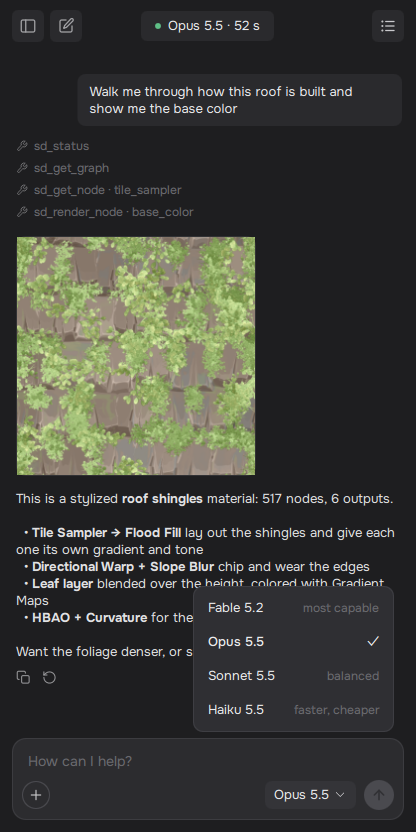 Opus 5.5 · 52 s
Walk me through how this roof is built and
show me the base color
sd_status
sd_get_graph
sd_get_node · tile_sampler
sd_render_node · base_color
This is a stylized roof shingles material: 517 nodes, 6 outputs.
• Tile Sampler → Flood Fill lay out the shingles and give each
one its own gradient and tone
• Directional Warp + Slope Blur chip and wear the edges
• Leaf layer blended over the height, colored with Gradient
Maps
• HBAO + Curvature for the
Want the foliage denser, or s
Fable 5.2 most capable
Opus 5.5
Sonnet 5.5 balanced
Haiku 5.5 faster, cheaper
How can I help?
Opus 5.5